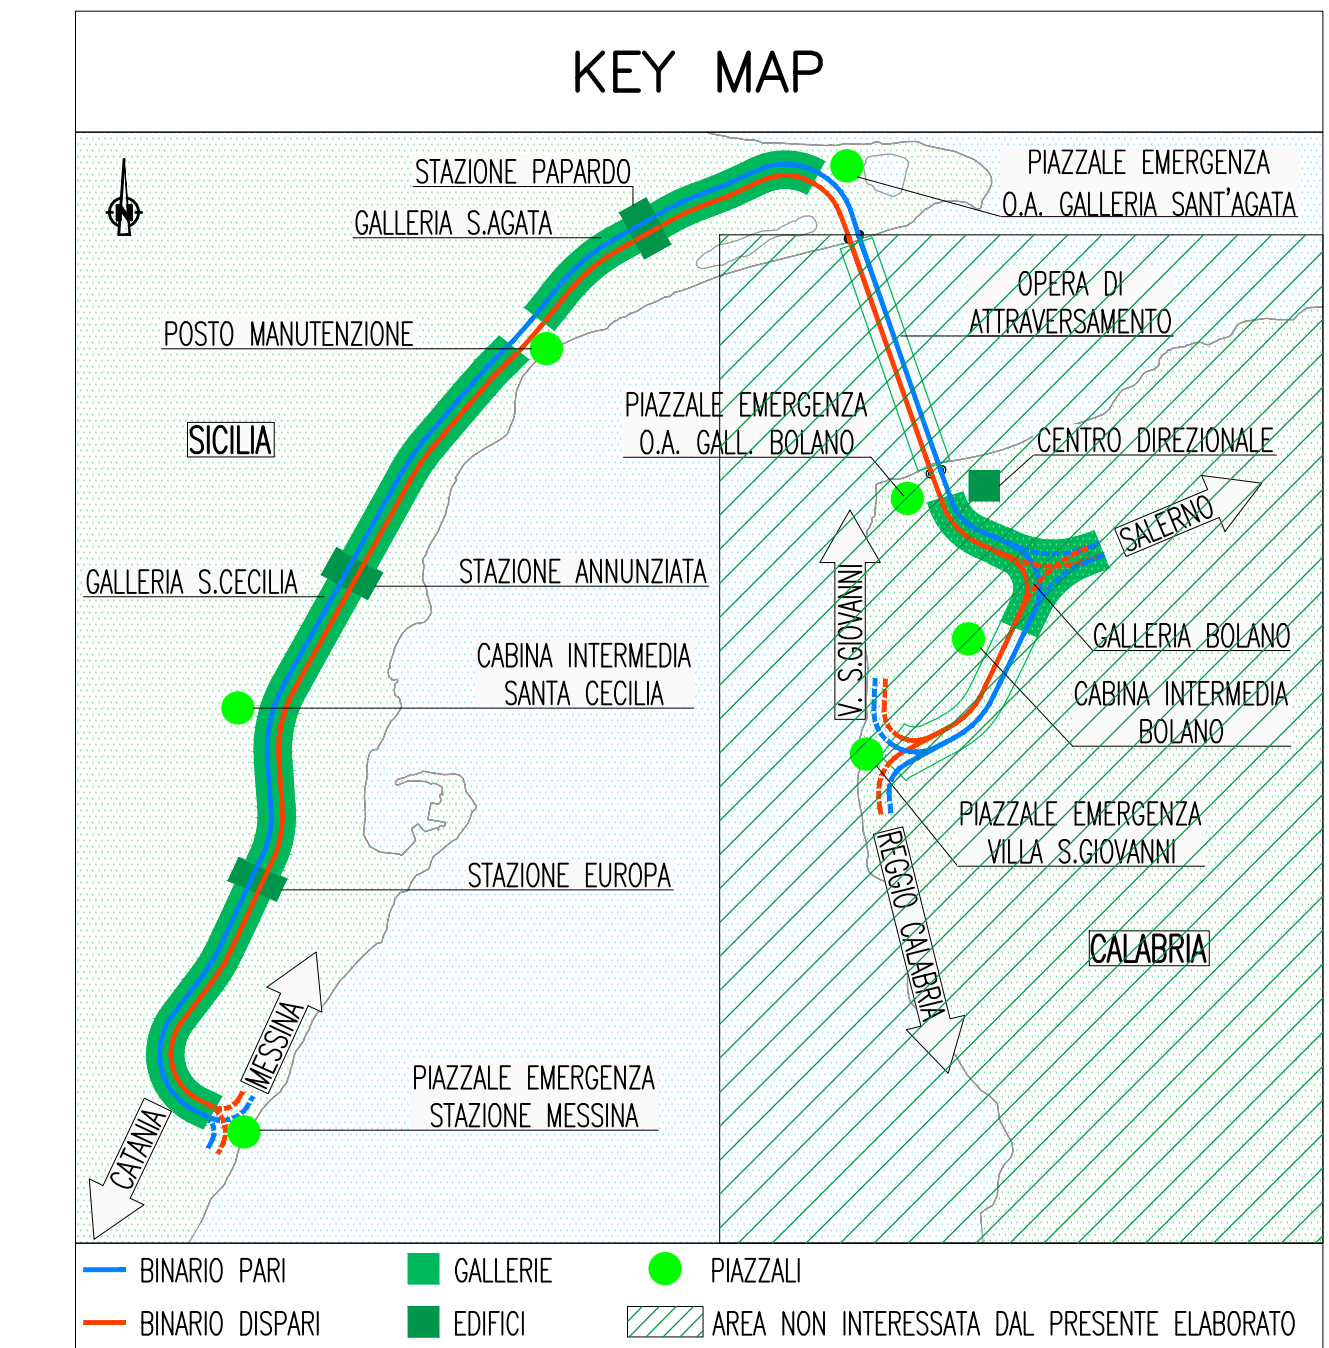 KEY MAP
N
STAZIONE PAPARDO
GALLERIA S.AGATA
PIAZZALE EMERGENZA
O.A. GALLERIA SANT'AGATA
OPERA DI
ATTRAVERSAMENTO
POSTO MANUTENZIONE
PIAZZALE EMERGENZA
O.A. GALL. BOLANO
SICILIA
CENTRO DIREZIONALE
SALERNO
GALLERIA S.CECILIA
STAZIONE ANNUNZIATA
V. S.GIOVANNI
GALLERIA BOLANO
CABINA INTERMEDIA
SANTA CECILIA
CABINA INTERMEDIA
BOLANO
PIAZZALE EMERGENZA
VILLA S.GIOVANNI
STAZIONE EUROPA
REGGIO CALABRIA
CALABRIA
MESSINA
PIAZZALE EMERGENZA
STAZIONE MESSINA
CATANIA
BINARIO PARI
GALLERIE
PIAZZALI
BINARIO DISPARI
EDIFICI
AREA NON INTERESSATA DAL PRESENTE ELABORATO